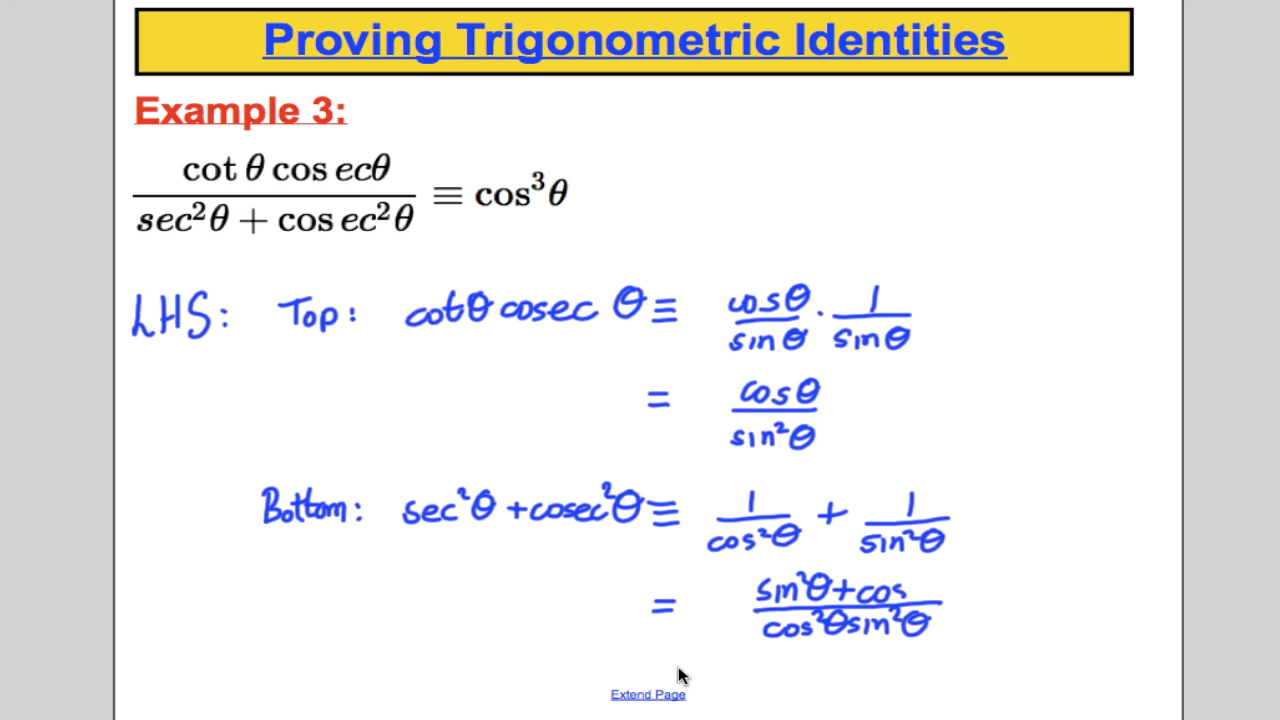 Proving Trigonometric Identities
Example 3:
cot θ cos ecθ / sec²θ + cos ec²θ ≡ cos³θ
LHS: Top: cotθ cosec θ ≡ cosθ/sinθ · 1/sinθ
= cosθ/sin²θ
Bottom: sec²θ + cosec²θ ≡ 1/cos²θ + 1/sin²θ
= sin²θ + cos/cos²θsin²θ
Extend Page